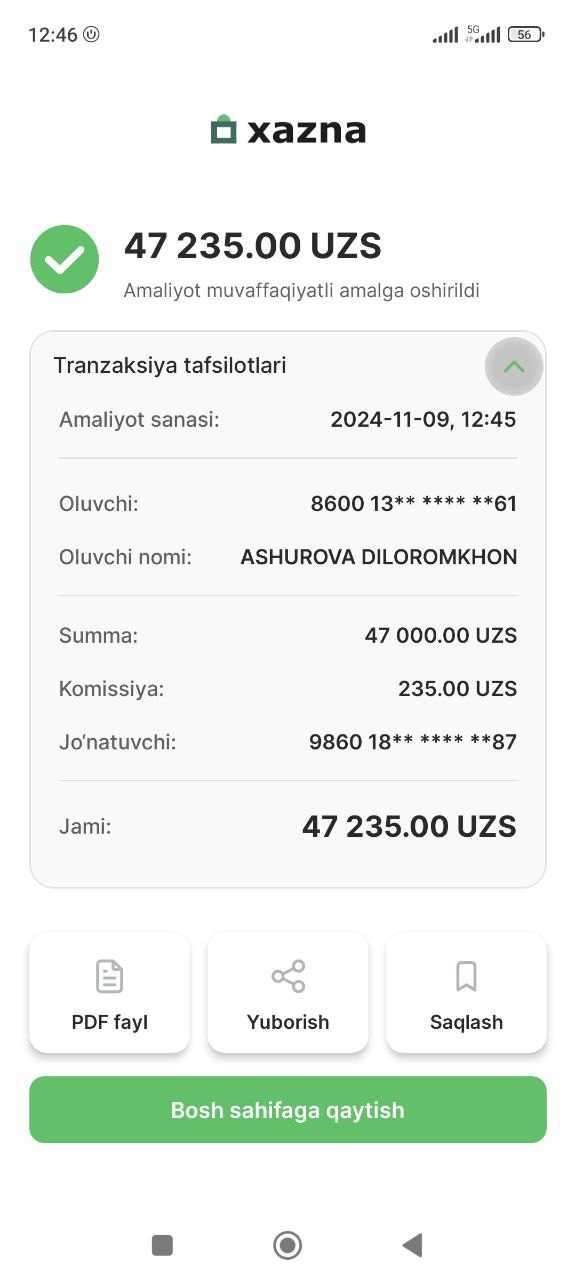 12:46 5G 56
xazna
47 235.00 UZS
Amaliyot muvaffaqiyatli amalga oshirildi
Tranzaksiya tafsilotlari
Amaliyot sanasi: 2024-11-09, 12:45
Oluvchi: 8600 13** **** **61
Oluvchi nomi: ASHUROVA DILOROMKHON
Summa: 47 000.00 UZS
Komissiya: 235.00 UZS
Jo‘natuvchi: 9860 18** **** **87
Jami: 47 235.00 UZS
PDF fayl Yuborish Saqlash
Bosh sahifaga qaytish